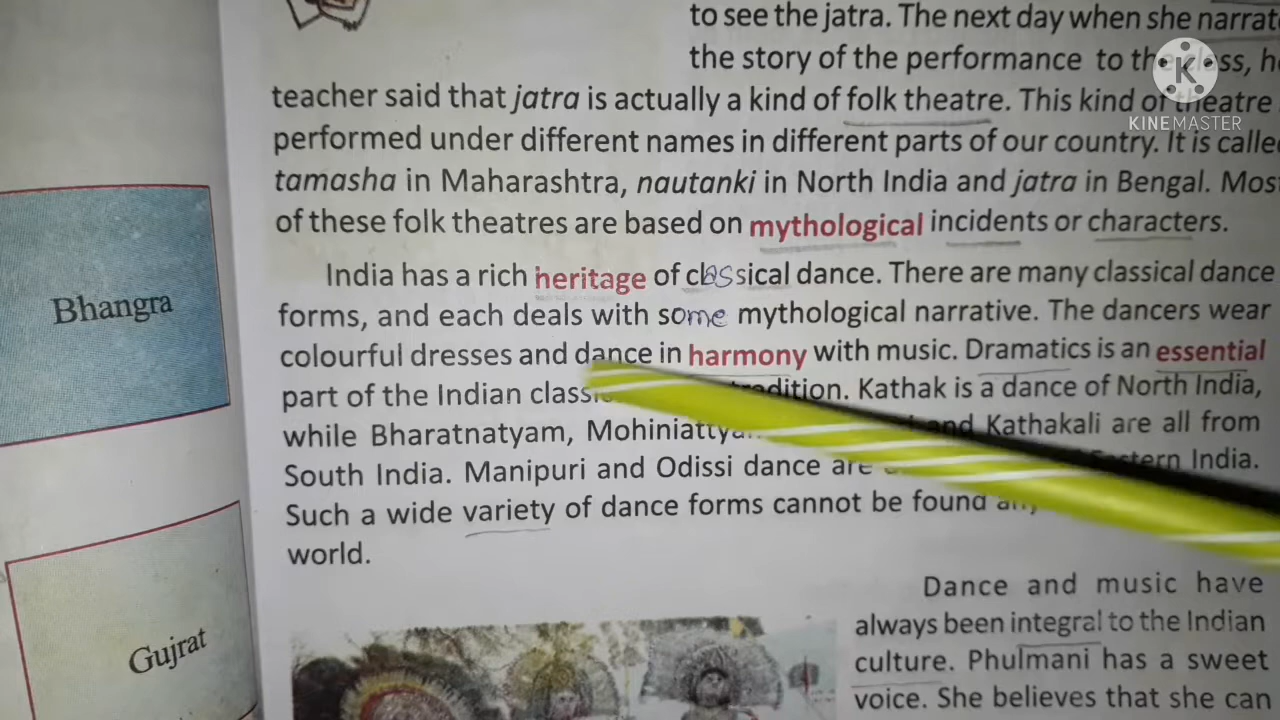 to see the jatra. The next day when she narrat
the story of the performance to the class, he
teacher said that jatra is actually a kind of folk theatre. This kind of theatre
performed under different names in different parts of our country. It is calle
tamasha in Maharashtra, nautanki in North India and jatra in Bengal. Mos
of these folk theatres are based on mythological incidents or characters.
India has a rich heritage of classical dance. There are many classical dance
forms, and each deals with some mythological narrative. The dancers wear
colourful dresses and dance in harmony with music. Dramatics is an essential
part of the Indian tradition. Kathak is a dance of North India,
while Bharatnatyam, and Kathakali are all from
South India. Manipuri and Odissi dance are Eastern India.
Such a wide variety of dance forms cannot be found
world.
Dance and music have
always been integral to the Indian
culture. Phulmani has a sweet
voice. She believes that she can
Bhangra
Gujrat
K
KINEMASTER